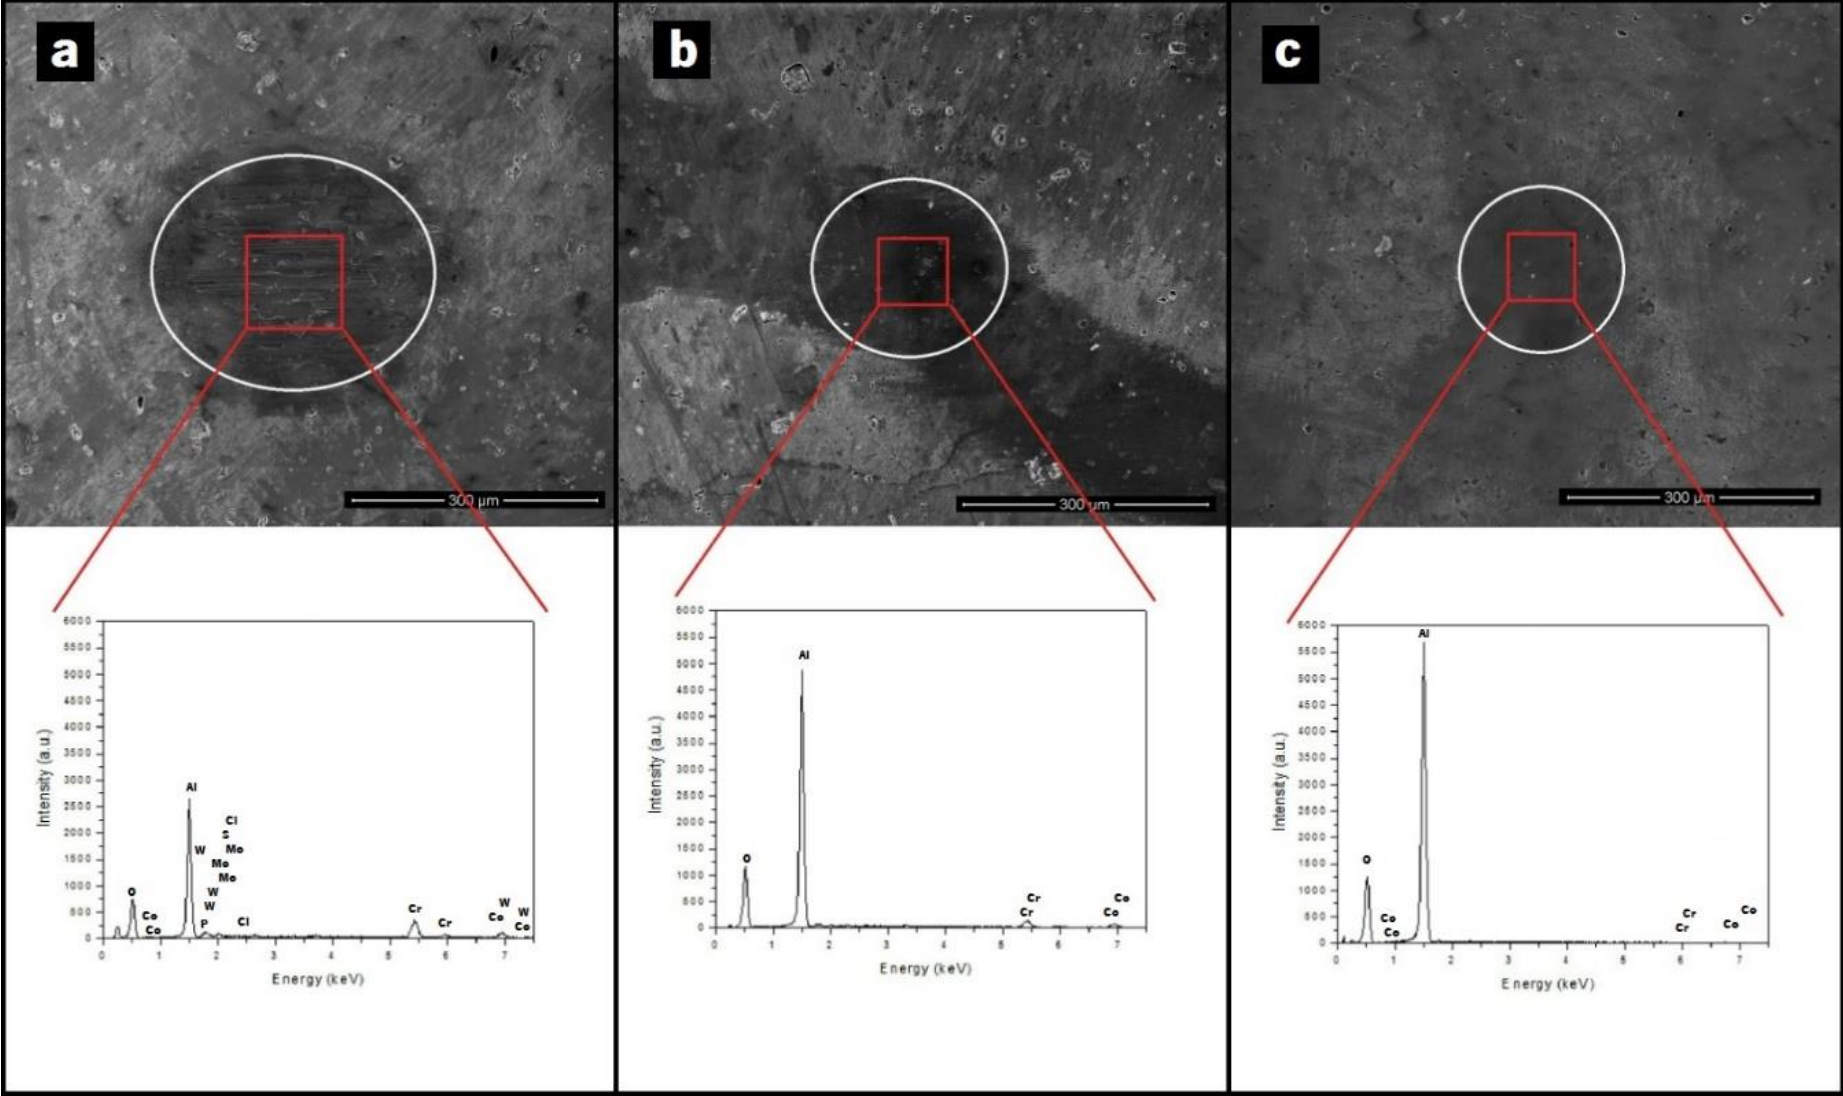 a
b
c
300 µm
300 µm
300 µm
6000
5500
5000
4500
4000
3500
3000
2500
2000
1500
1000
500
0
Intensity (a.u.)
Al
Cl
S
W
Mo
Mo
Mo
O
W
W
Co
Co
P
Cl
Cr
Cr
W
Co
W
Co
0 1 2 3 4 5 6 7
Energy (keV)
6000
5500
5000
4500
4000
3500
3000
2500
2000
1500
1000
500
0
Intensity (a.u.)
Al
O
Cr
Cr
Co
Co
0 1 2 3 4 5 6 7
Energy (keV)
6000
5500
5000
4500
4000
3500
3000
2500
2000
1500
1000
500
0
Intensity (a.u.)
Al
O
Co
Co
Cr
Cr
Co
Co
0 1 2 3 4 5 6 7
Energy (keV)